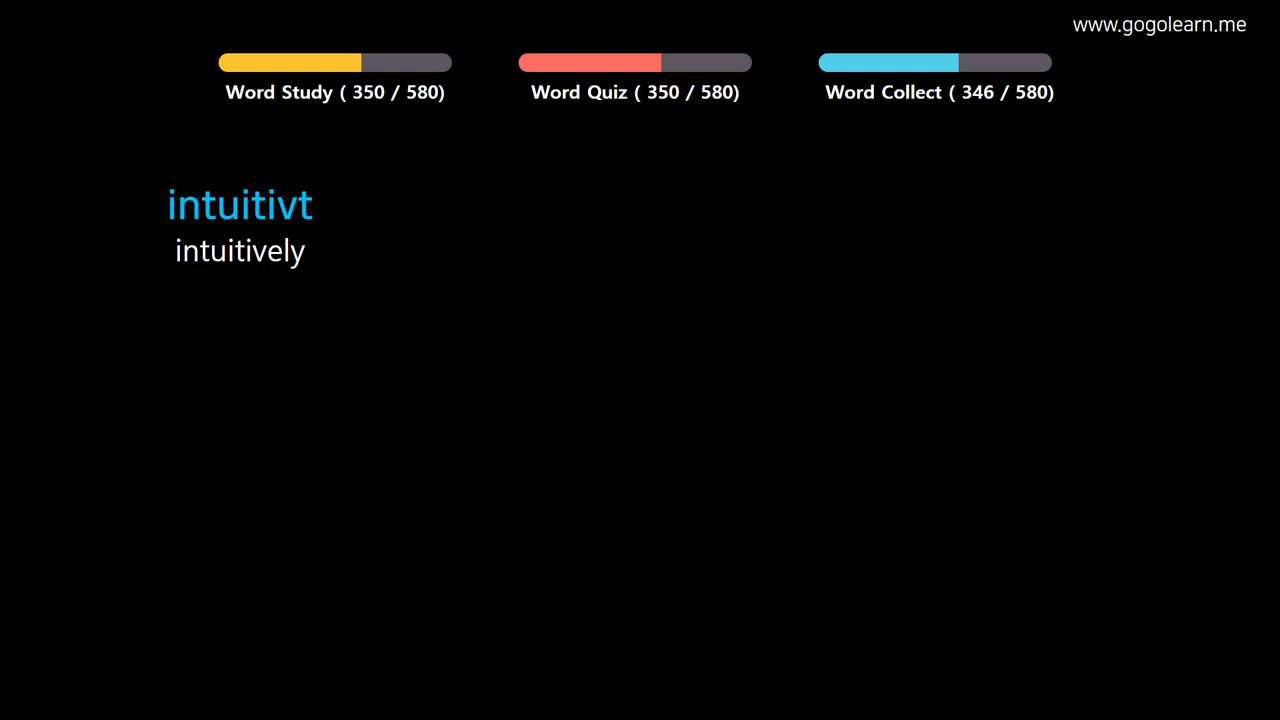 www.gogolearn.me
Word Study ( 350 / 580)
Word Quiz ( 350 / 580)
Word Collect ( 346 / 580)
intuitivt
intuitively